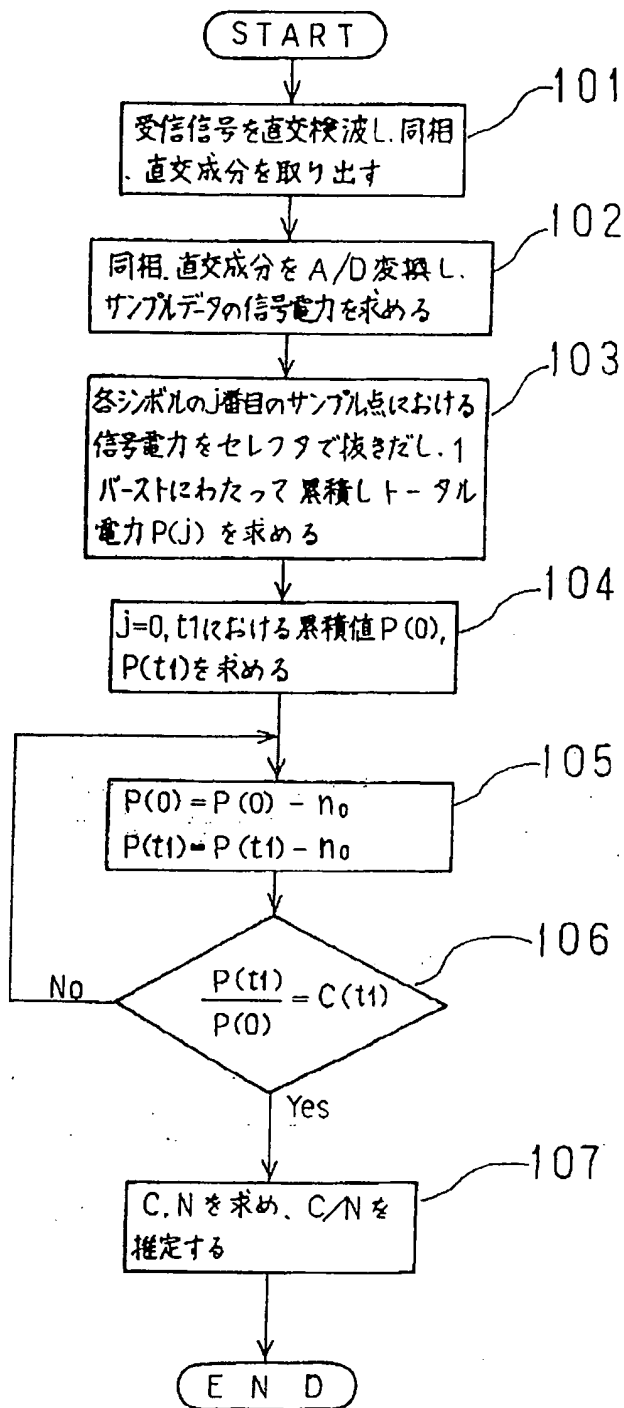 START
101
受信信号を直交検波し、同相
、直交成分を取り出す
102
同相、直交成分をA/D変換し、
サンプルデータの信号電力を求める
103
各シンボルのj番目のサンプル点における
信号電力をセレクタで抜きだし、1
バーストにわたって累積しトータル
電力P(j)を求める
104
j=0,t1における累積値P(0),
P(t1)を求める
105
P(0)=P(0)-n₀
P(t1)=P(t1)-n₀
106
P(t1)
P(0)
=C(t1)
No
Yes
107
C,Nを求め、C/Nを
推定する
END